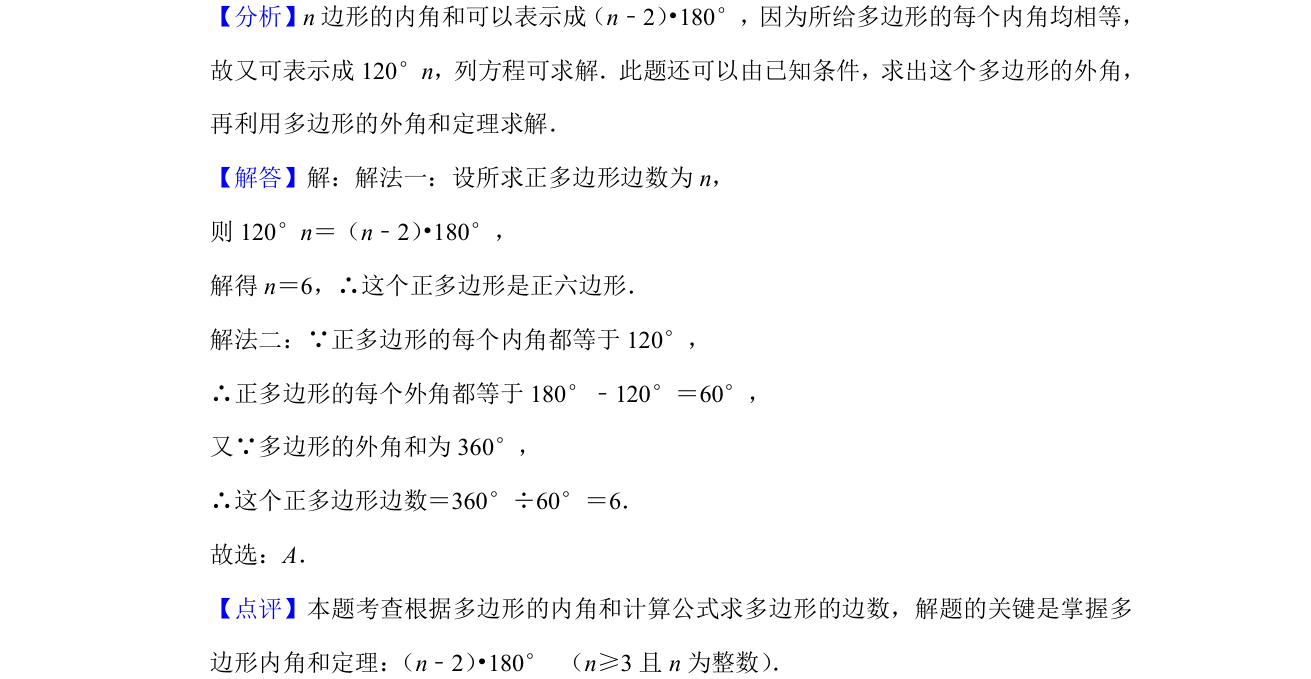 【分析】n 边形的内角和可以表示成（n﹣2）•180°，因为所给多边形的每个内角均相等，
故又可表示成 120°n，列方程可求解．此题还可以由已知条件，求出这个多边形的外角，
再利用多边形的外角和定理求解．
【解答】解：解法一：设所求正多边形边数为 n，
则 120°n＝（n﹣2）•180°，
解得 n＝6，∴这个正多边形是正六边形．
解法二：∵正多边形的每个内角都等于 120°，
∴正多边形的每个外角都等于 180°﹣120°＝60°，
又∵多边形的外角和为 360°，
∴这个正多边形边数＝360°÷60°＝6．
故选：A．
【点评】本题考查根据多边形的内角和计算公式求多边形的边数，解题的关键是掌握多
边形内角和定理：（n﹣2）•180° （n≥3 且 n 为整数）．